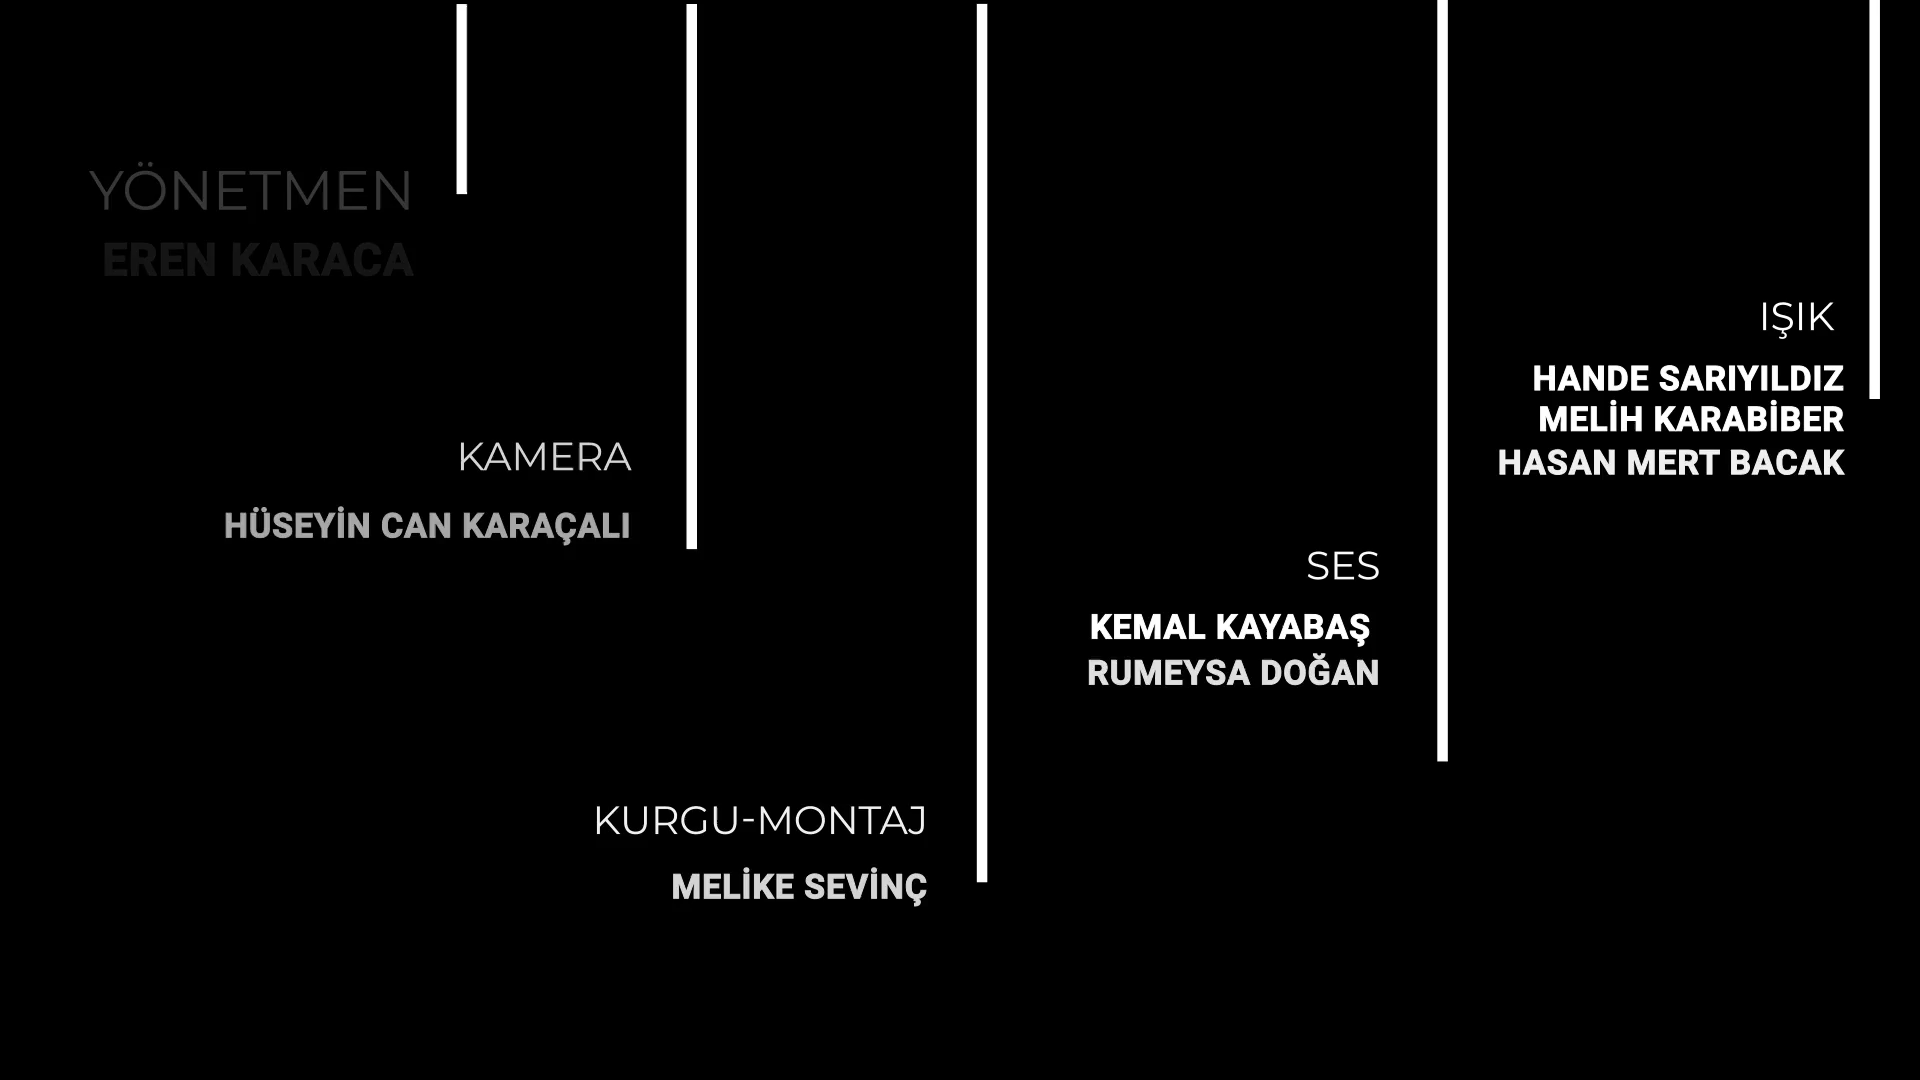 YÖNETMEN
EREN KARACA
KAMERA
HÜSEYİN CAN KARAÇALI
KURGU-MONTAJ
MELİKE SEVİNÇ
SES
KEMAL KAYABAŞ
RUMEYSA DOĞAN
IŞIK
HANDE SARIYILDIZ
MELİH KARABİBER
HASAN MERT BACAK